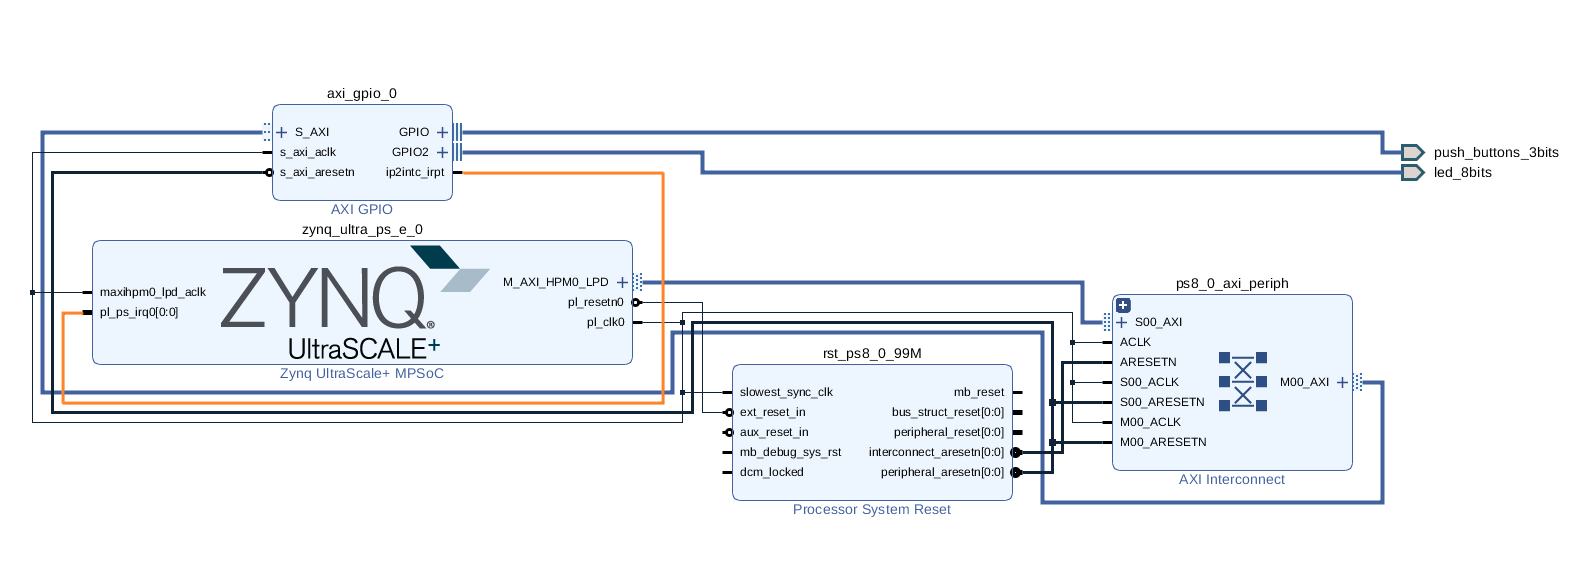 axi_gpio_0
S_AXI
s_axi_aclk
s_axi_aresetn
GPIO
GPIO2
ip2intc_irpt
AXI GPIO
push_buttons_3bits
led_8bits
zynq_ultra_ps_e_0
maxihpm0_lpd_aclk
pl_ps_irq0[0:0]
ZYNQ®
UltraSCALE+
M_AXI_HPM0_LPD
pl_resetn0
pl_clk0
Zynq UltraScale+ MPSoC
rst_ps8_0_99M
slowest_sync_clk
ext_reset_in
aux_reset_in
mb_debug_sys_rst
dcm_locked
mb_reset
bus_struct_reset[0:0]
peripheral_reset[0:0]
interconnect_aresetn[0:0]
peripheral_aresetn[0:0]
Processor System Reset
ps8_0_axi_periph
S00_AXI
ACLK
ARESETN
S00_ACLK
S00_ARESETN
M00_ACLK
M00_ARESETN
M00_AXI
AXI Interconnect